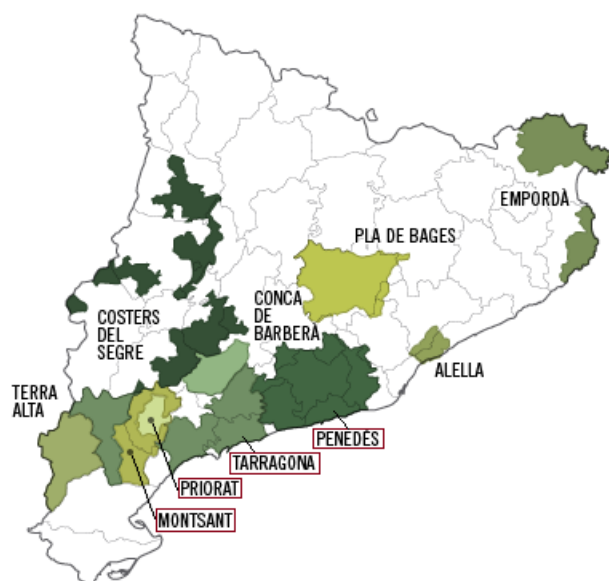 EMPORDÀ
PLA DE BAGES
CONCA
DE
BARBERÀ
COSTERS
DEL
SEGRE
ALELLA
TERRA
ALTA
PENEDÈS
TARRAGONA
PRIORAT
MONTSANT